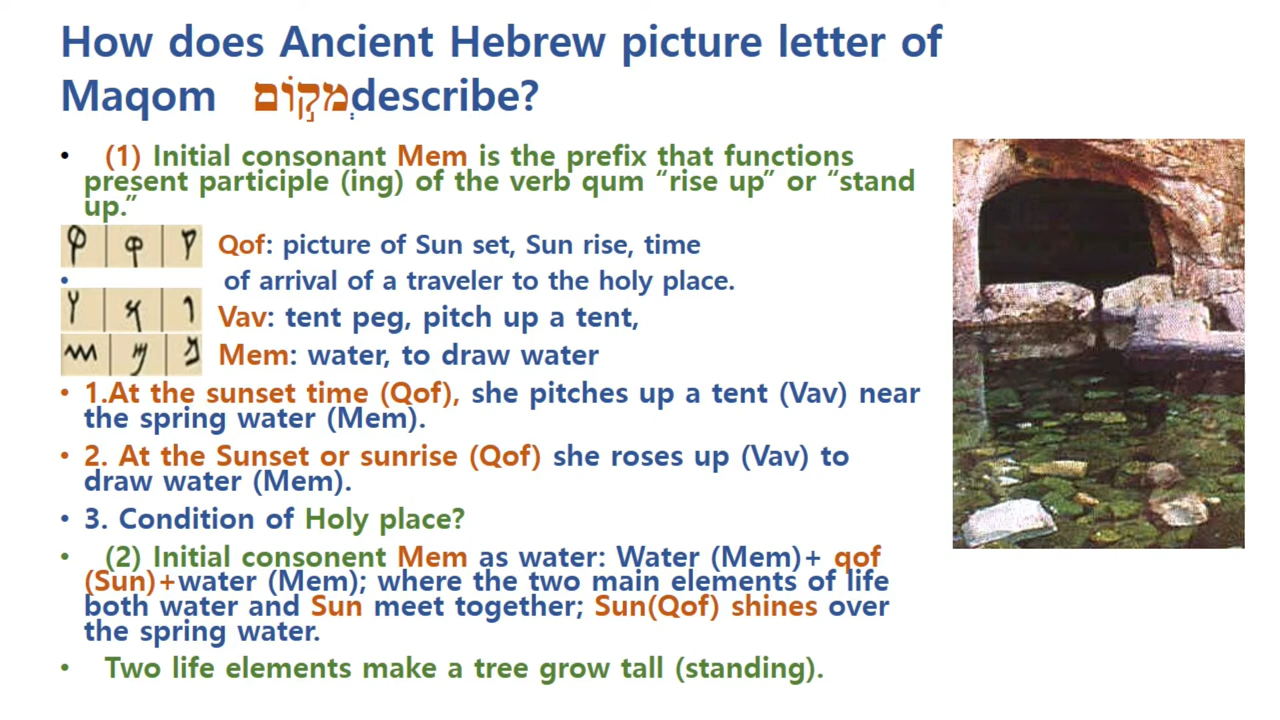 How does Ancient Hebrew picture letter of
Maqom מְקָוֹם describe?
• (1) Initial consonant Mem is the prefix that functions
present participle (ing) of the verb qum “rise up” or “stand
up.”
Qof: picture of Sun set, Sun rise, time
• of arrival of a traveler to the holy place.
Vav: tent peg, pitch up a tent,
Mem: water, to draw water
• 1.At the sunset time (Qof), she pitches up a tent (Vav) near
the spring water (Mem).
• 2. At the Sunset or sunrise (Qof) she roses up (Vav) to
draw water (Mem).
• 3. Condition of Holy place?
• (2) Initial consonent Mem as water: Water (Mem)+ qof
(Sun)+water (Mem); where the two main elements of life
both water and Sun meet together; Sun(Qof) shines over
the spring water.
• Two life elements make a tree grow tall (standing).